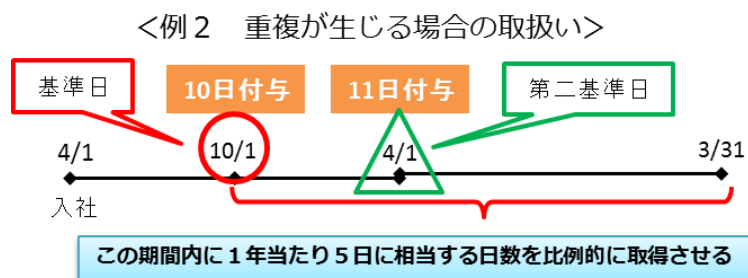 ＜例２　重複が生じる場合の取扱い＞
基準日
10日付与
11日付与
第二基準日
4/1
10/1
4/1
3/31
入社
この期間内に１年当たり５日に相当する日数を比例的に取得させる